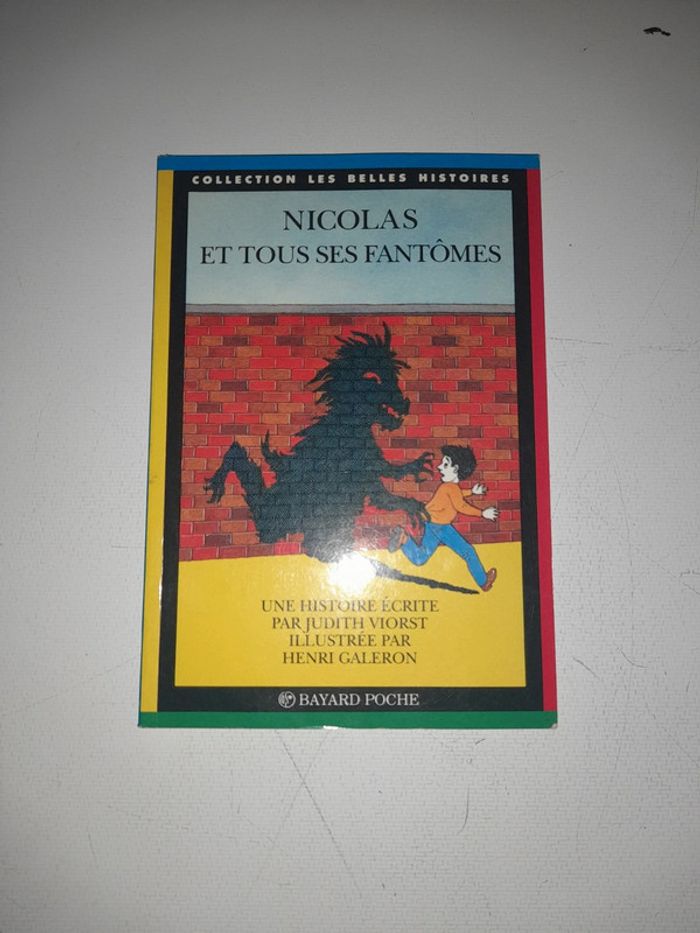 COLLECTION LES BELLES HISTOIRES
NICOLAS
ET TOUS SES FANTÔMES
UNE HISTOIRE ÉCRITE
PAR JUDITH VIORST
ILLUSTRÉE PAR
HENRI GALERON
BAYARD POCHE